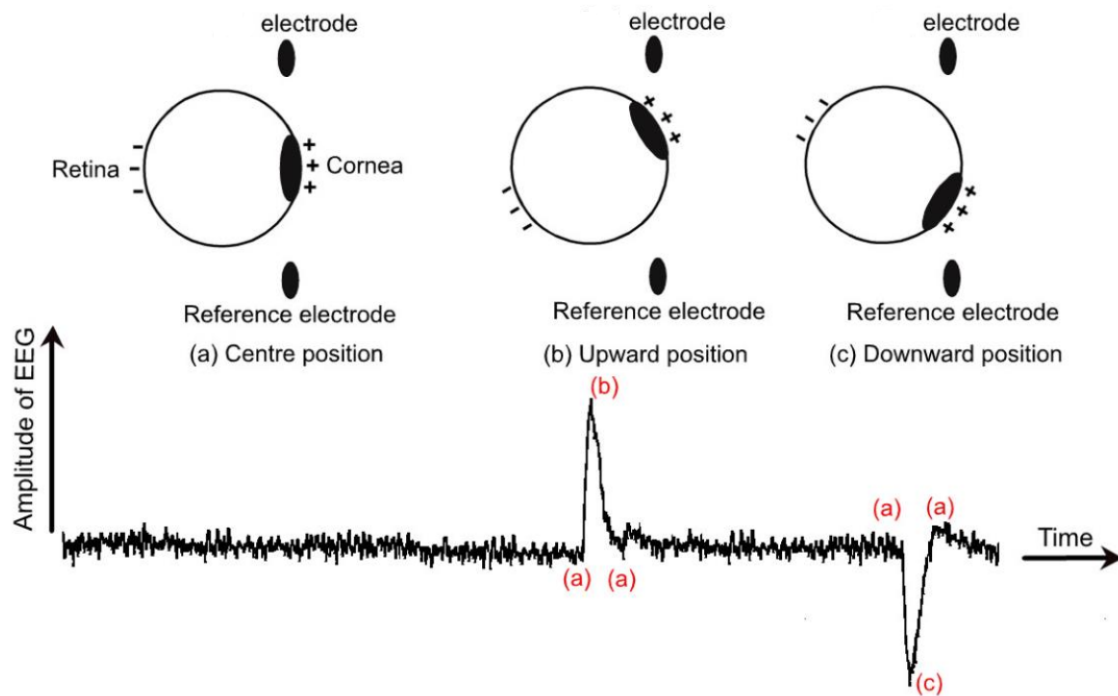 electrode
electrode
electrode
Retina
Cornea
Reference electrode
Reference electrode
Reference electrode
(a) Centre position
(b) Upward position
(c) Downward position
Amplitude of EEG
(b)
(a)
(a)
(a)
(a)
(c)
Time